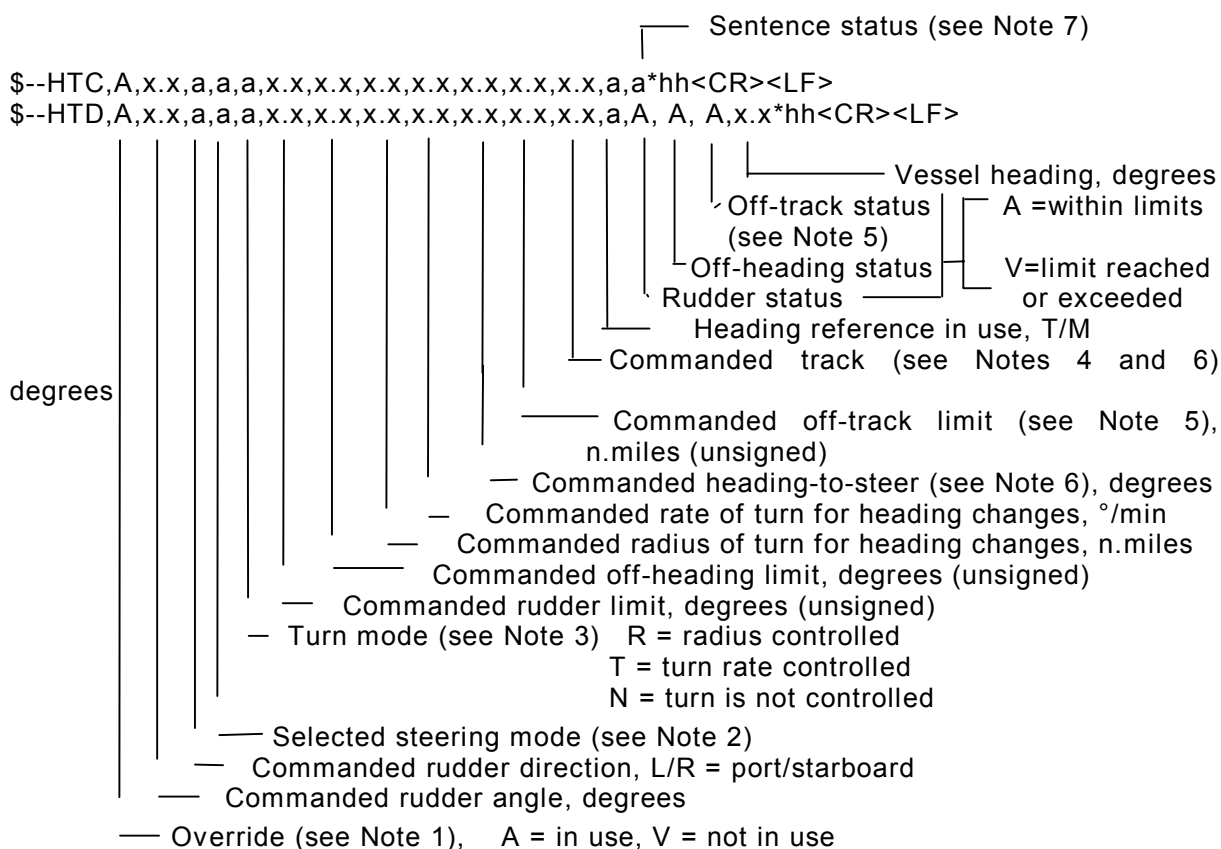 Sentence status (see Note 7)
$--HTC,A,x.x,a,a,a,x.x,x.x,x.x,x.x,x.x,x.x,x.x,a,a*hh<CR><LF>
$--HTD,A,x.x,a,a,a,x.x,x.x,x.x,x.x,x.x,x.x,x.x,a,A, A, A,x.x*hh<CR><LF>
Vessel heading, degrees
Off-track status A =within limits
(see Note 5)
Off-heading status V=limit reached
Rudder status or exceeded
Heading reference in use, T/M
Commanded track (see Notes 4 and 6)
degrees
Commanded off-track limit (see Note 5),
n.miles (unsigned)
Commanded heading-to-steer (see Note 6), degrees
Commanded rate of turn for heading changes, °/min
Commanded radius of turn for heading changes, n.miles
Commanded off-heading limit, degrees (unsigned)
Commanded rudder limit, degrees (unsigned)
Turn mode (see Note 3) R = radius controlled
T = turn rate controlled
N = turn is not controlled
Selected steering mode (see Note 2)
Commanded rudder direction, L/R = port/starboard
Commanded rudder angle, degrees
Override (see Note 1), A = in use, V = not in use